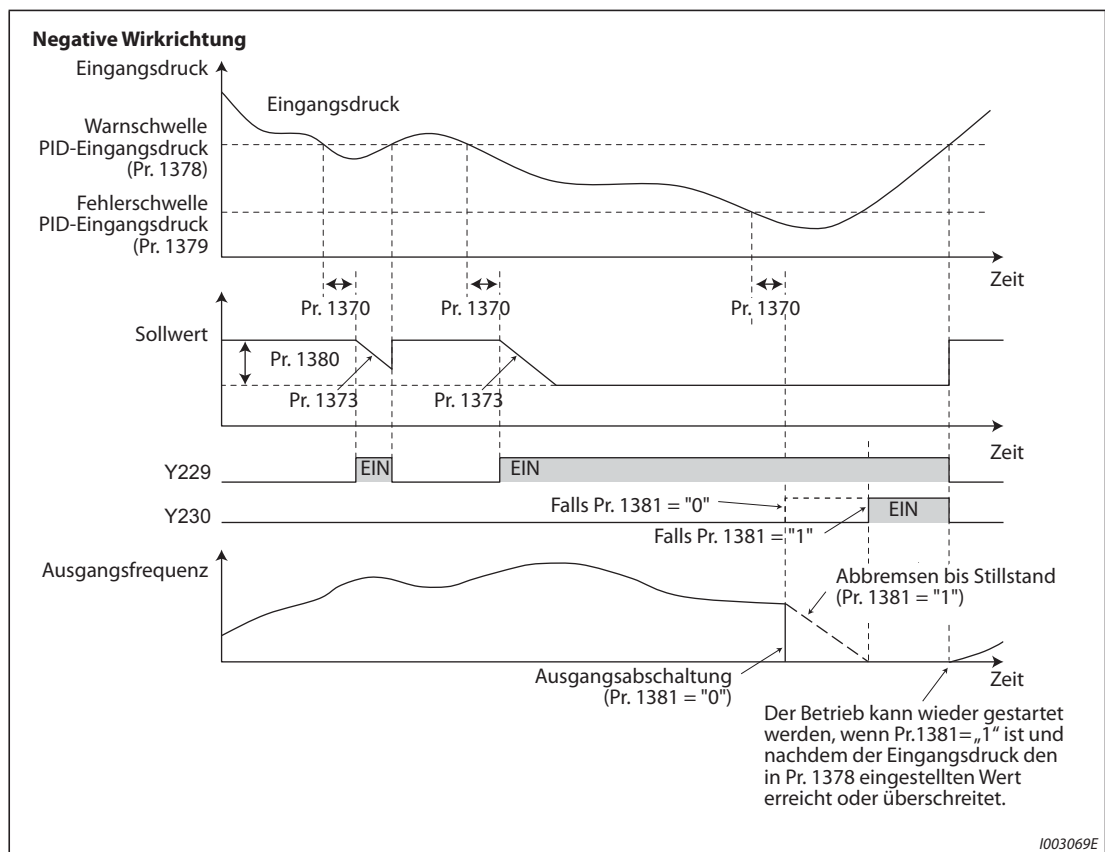 Negative Wirkrichtung
Eingangsdruck
Eingangsdruck
Warnschwelle
PID-Eingangsdruck
(Pr. 1378)
Fehlerschwelle
PID-Eingangsdruck
(Pr. 1379
Zeit
Pr. 1370
Pr. 1370
Pr. 1370
Sollwert
Pr. 1380
Pr. 1373
Pr. 1373
Zeit
Y229
EIN
EIN
Falls Pr. 1381 = "0"
Y230
EIN
Falls Pr. 1381 = "1"
Ausgangsfrequenz
Abbremsen bis Stillstand
(Pr. 1381 = "1")
Ausgangsabschaltung
(Pr. 1381 = "0")
Zeit
Der Betrieb kann wieder gestartet
werden, wenn Pr.1381=„1“ ist und
nachdem der Eingangsdruck den
in Pr. 1378 eingestellten Wert
erreicht oder überschreitet.
I003069E